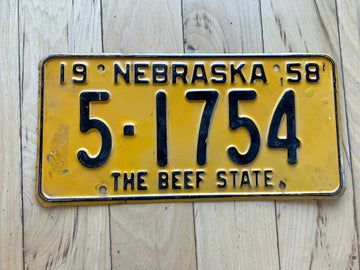 19 NEBRASKA 58
5-1754
THE BEEF STATE